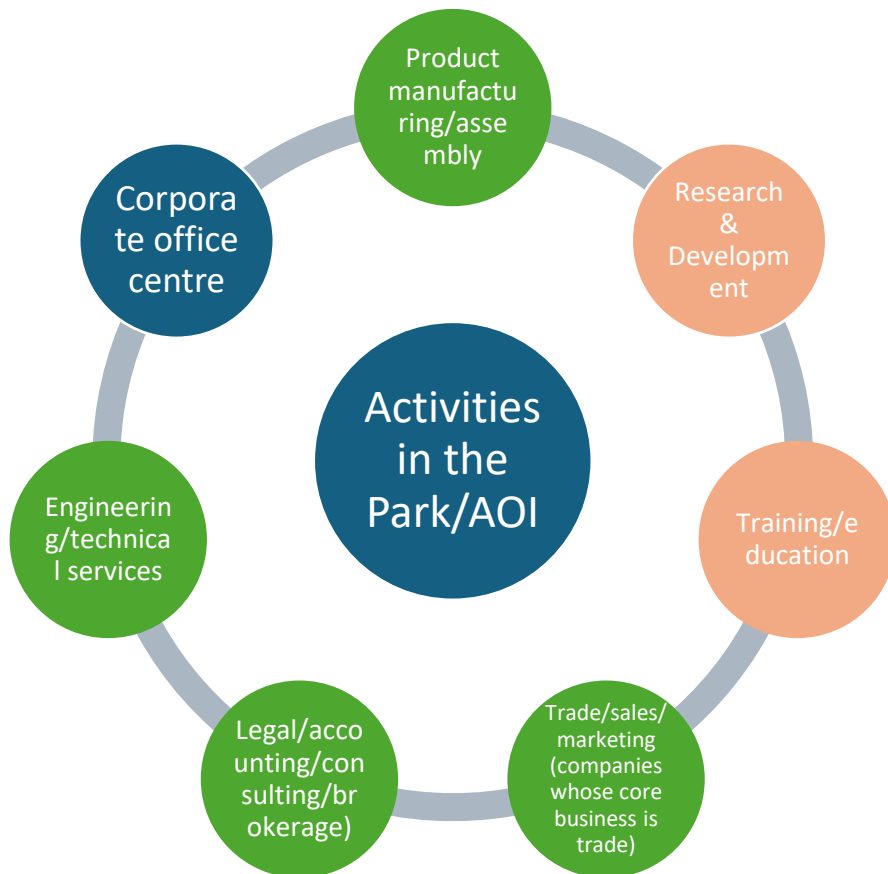 Product
manufactu
ring/asse
mbly
Research
&
Developm
ent
Training/e
ducation
Trade/sales/
marketing
(companies
whose core
business is
trade)
Legal/acco
unting/con
sulting/br
okerage)
Engineerin
g/technica
l services
Corpora
te office
centre
Activities
in the
Park/AOI